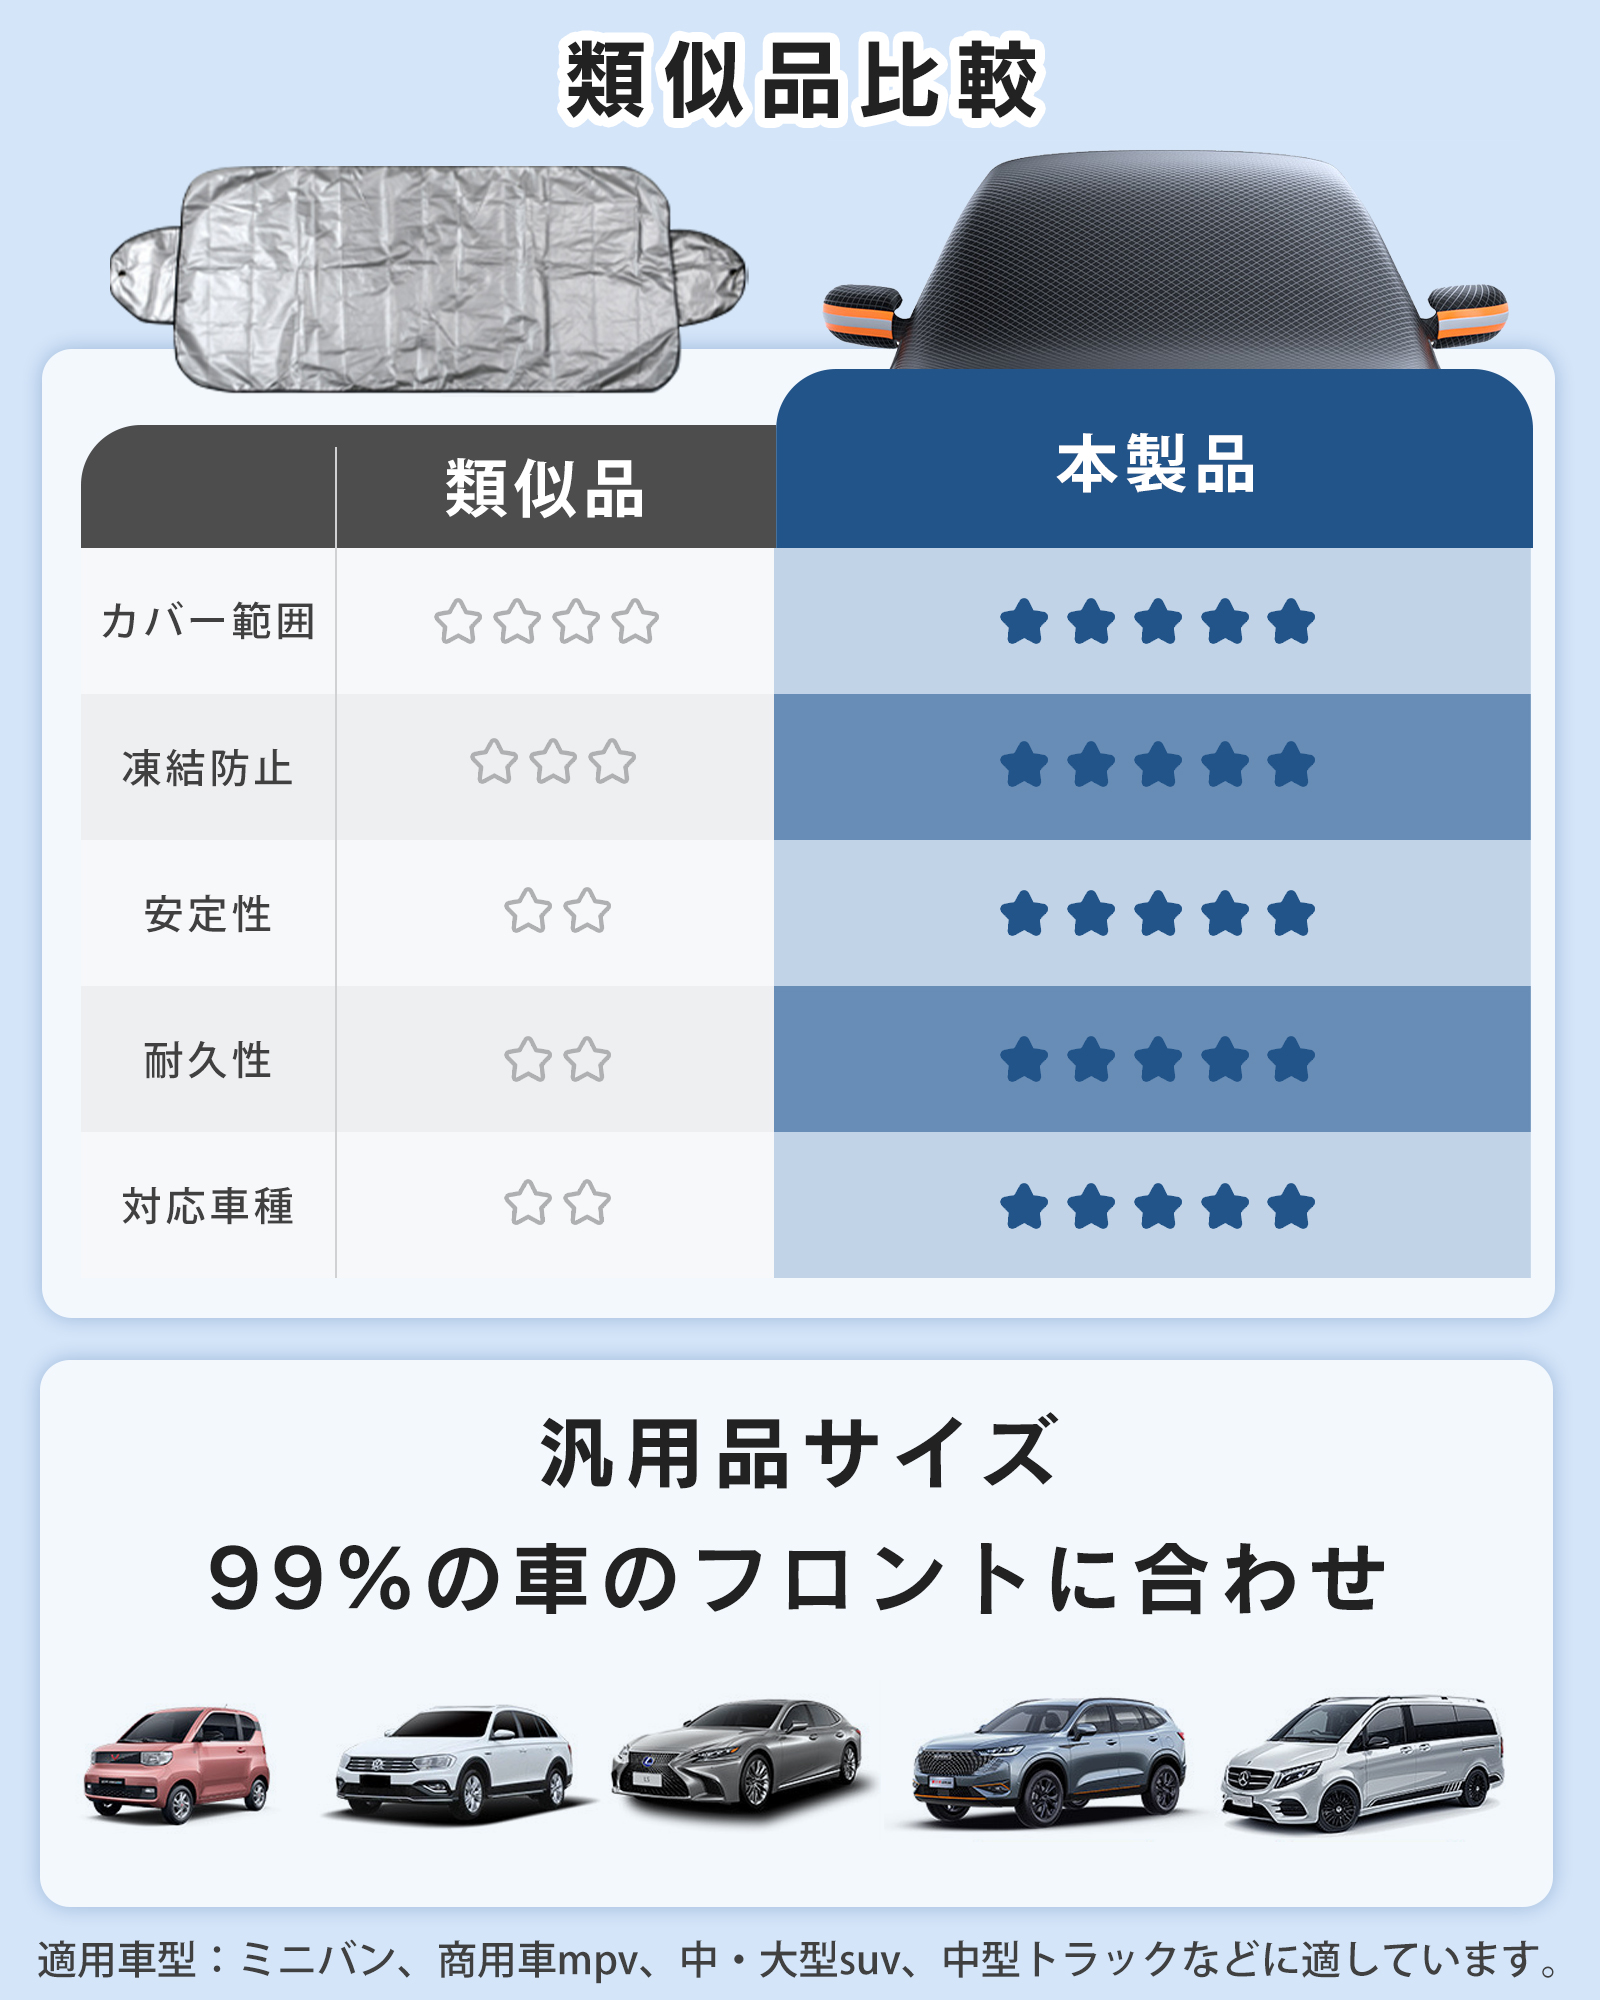 類似品比較
類似品
本製品
カバー範囲
凍結防止
安定性
耐久性
対応車種
汎用品サイズ
99%の車のフロントに合わせ
LS
適用車型：ミニバン、商用車mpv、中・大型suv、中型トラックなどに適しています。